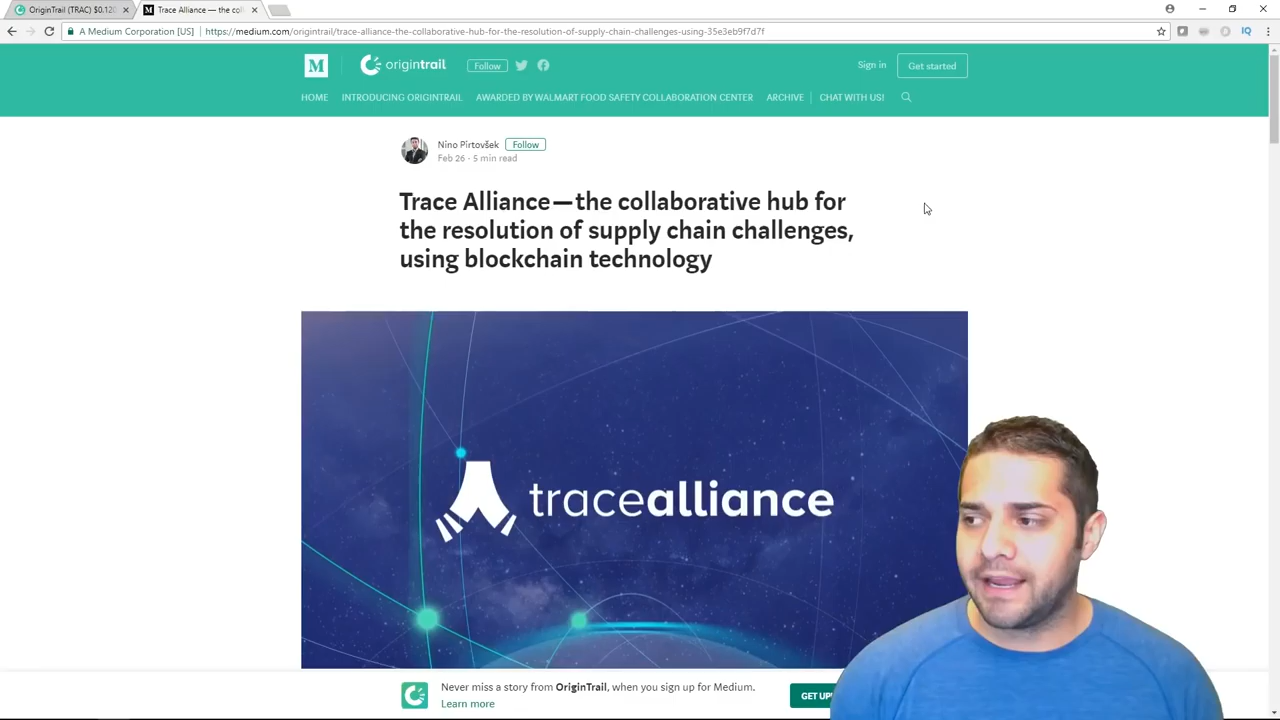 OriginTrail (TRAC) $0.120
Trace Alliance — the coll
A Medium Corporation [US]
https://medium.com/origintrail/trace-alliance-the-collaborative-hub-for-the-resolution-of-supply-chain-challenges-using-35e3eb9f7d7f
M
origintrail
Follow
Sign in
Get started
HOME
INTRODUCING ORIGINTRAIL
AWARDED BY WALMART FOOD SAFETY COLLABORATION CENTER
ARCHIVE
CHAT WITH US!
Nino Pirtovšek
Follow
Feb 26 · 5 min read
Trace Alliance — the collaborative hub for
the resolution of supply chain challenges,
using blockchain technology
tracealliance
Never miss a story from OriginTrail, when you sign up for Medium.
Learn more
GET UP